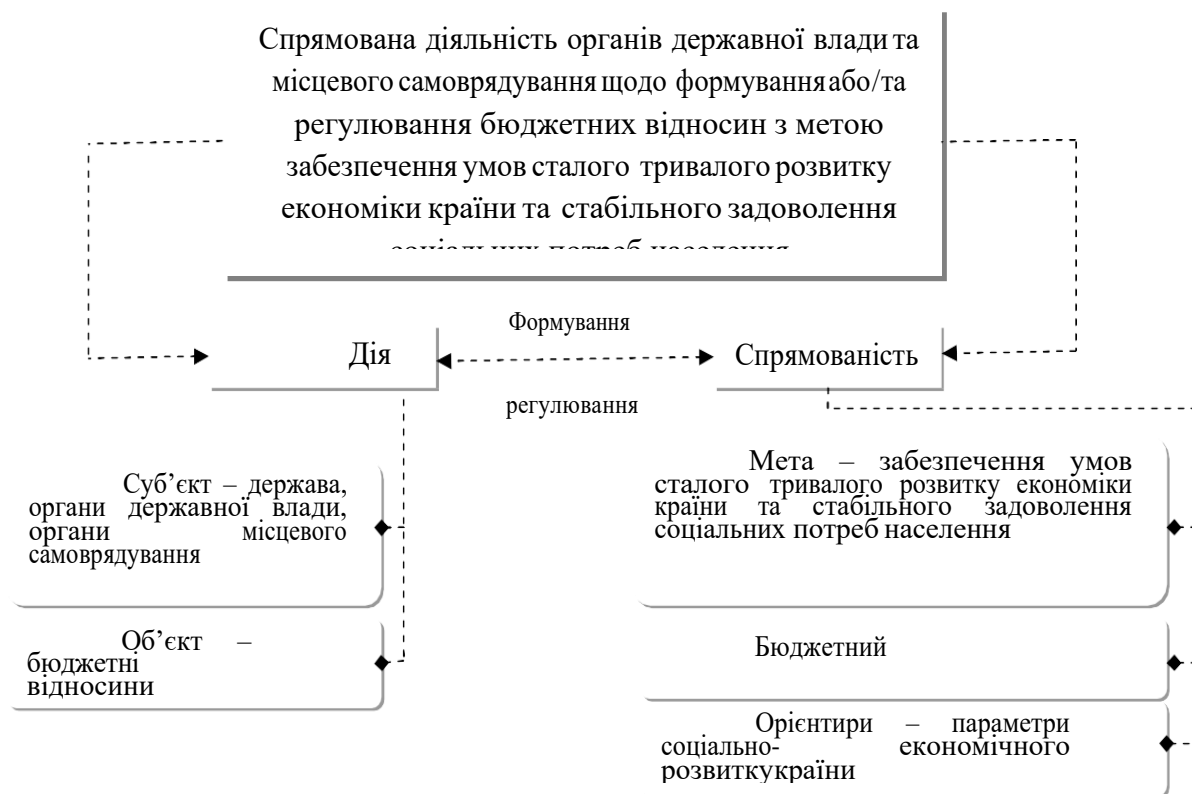 Спрямована діяльність органів державної влади та
місцевого самоврядування щодо формування або/та
регулювання бюджетних відносин з метою
забезпечення умов сталого тривалого розвитку
економіки країни та стабільного задоволення
соціальних потреб населення
Формування
Дія
Спрямованість
регулювання
Суб’єкт – держава,
органи державної влади,
органи місцевого
самоврядування
Об’єкт –
бюджетні
відносини
Мета – забезпечення умов
сталого тривалого розвитку економіки
країни та стабільного задоволення
соціальних потреб населення
Бюджетний
Орієнтири – параметри
соціально- економічного
розвиткукраїни